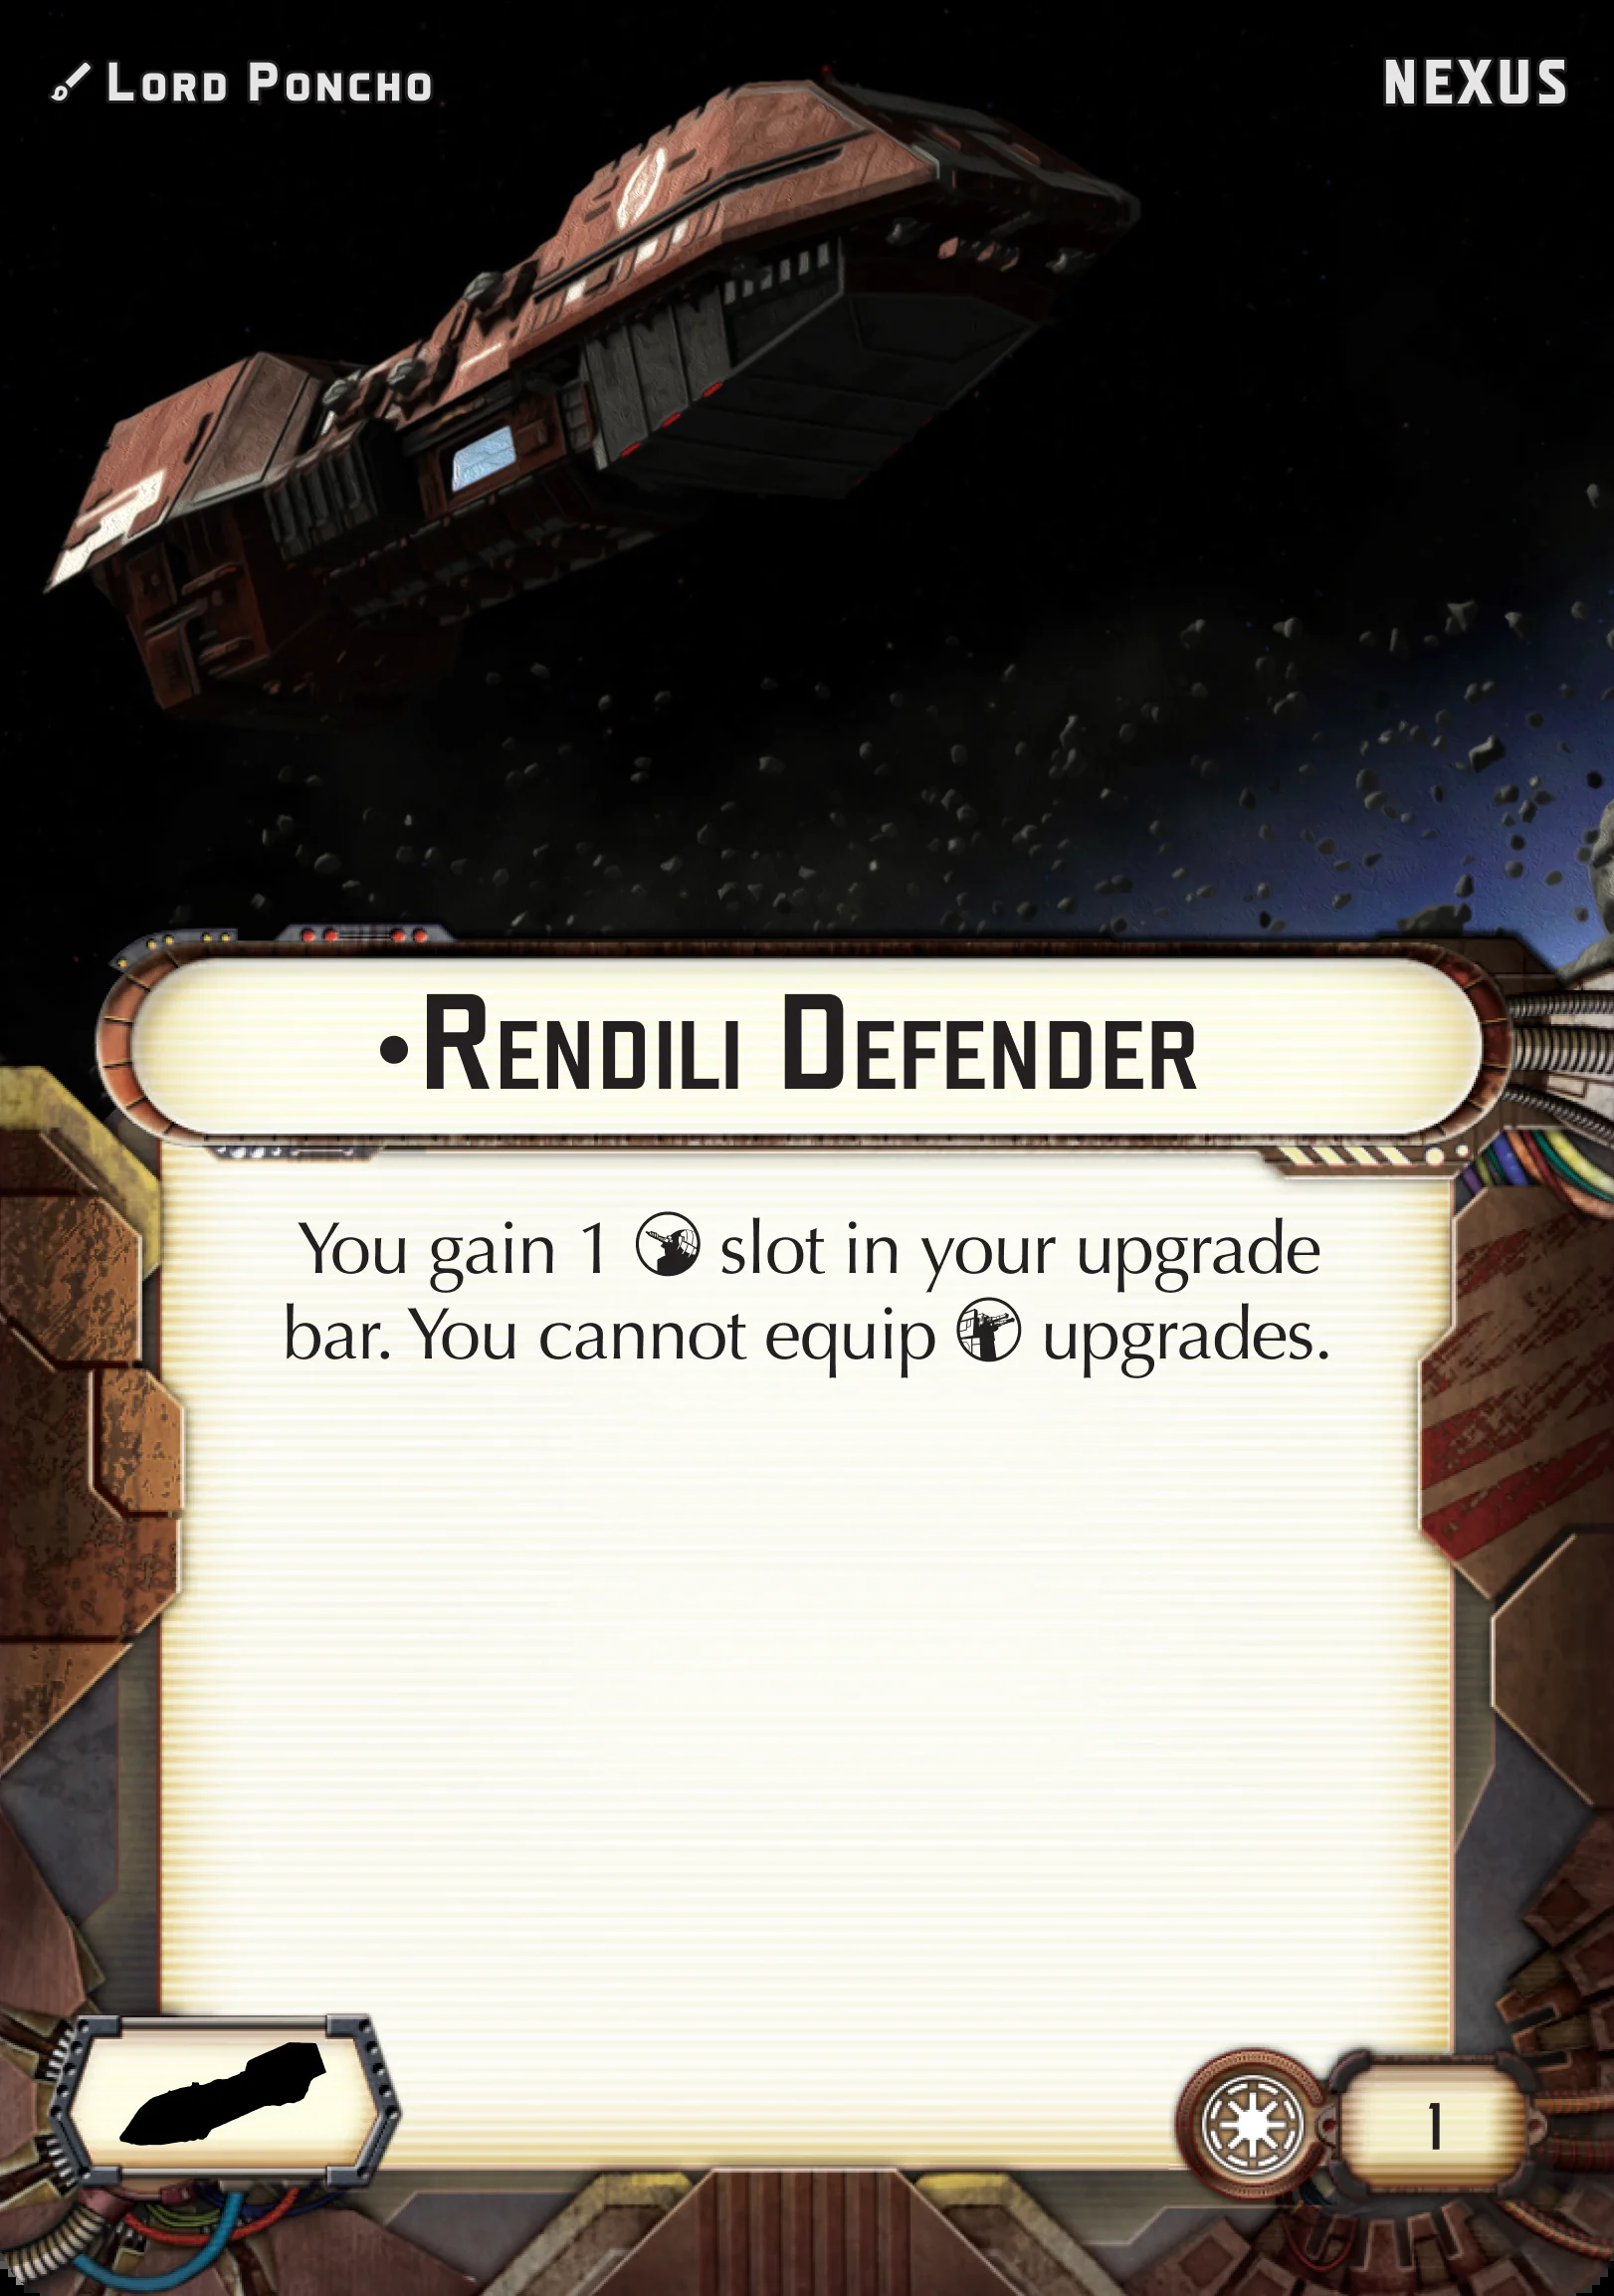 Lord Poncho
NEXUS
•Rendili Defender
You gain 1 slot in your upgrade
bar. You cannot equip upgrades.
1